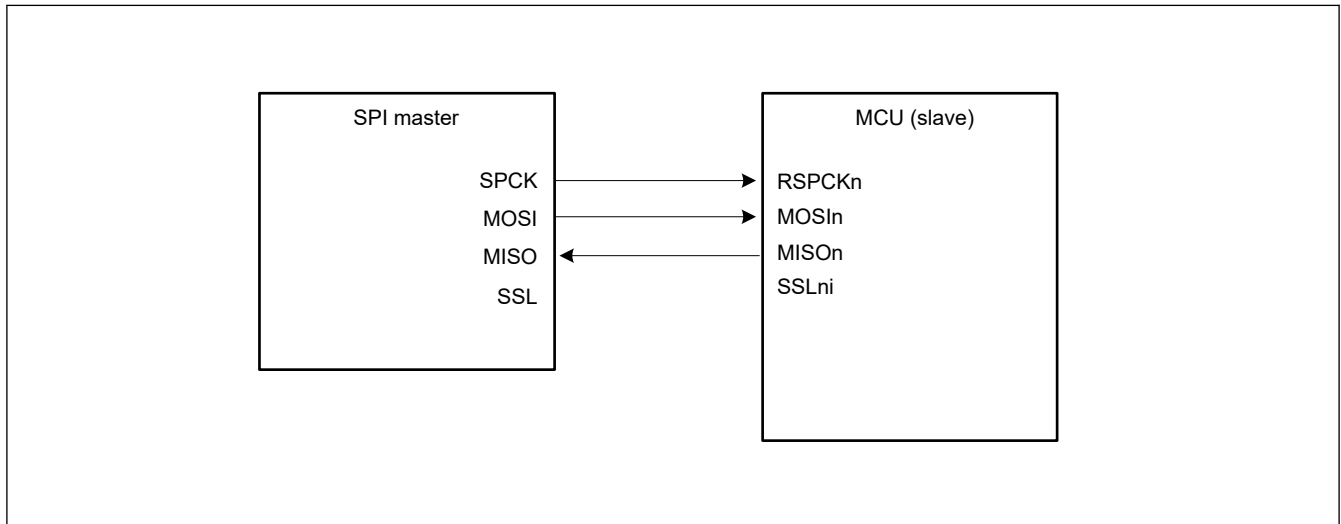 SPI master
SPCK
MOSI
MISO
SSL
MCU (slave)
RSPCKn
MOSIn
MISOn
SSLni